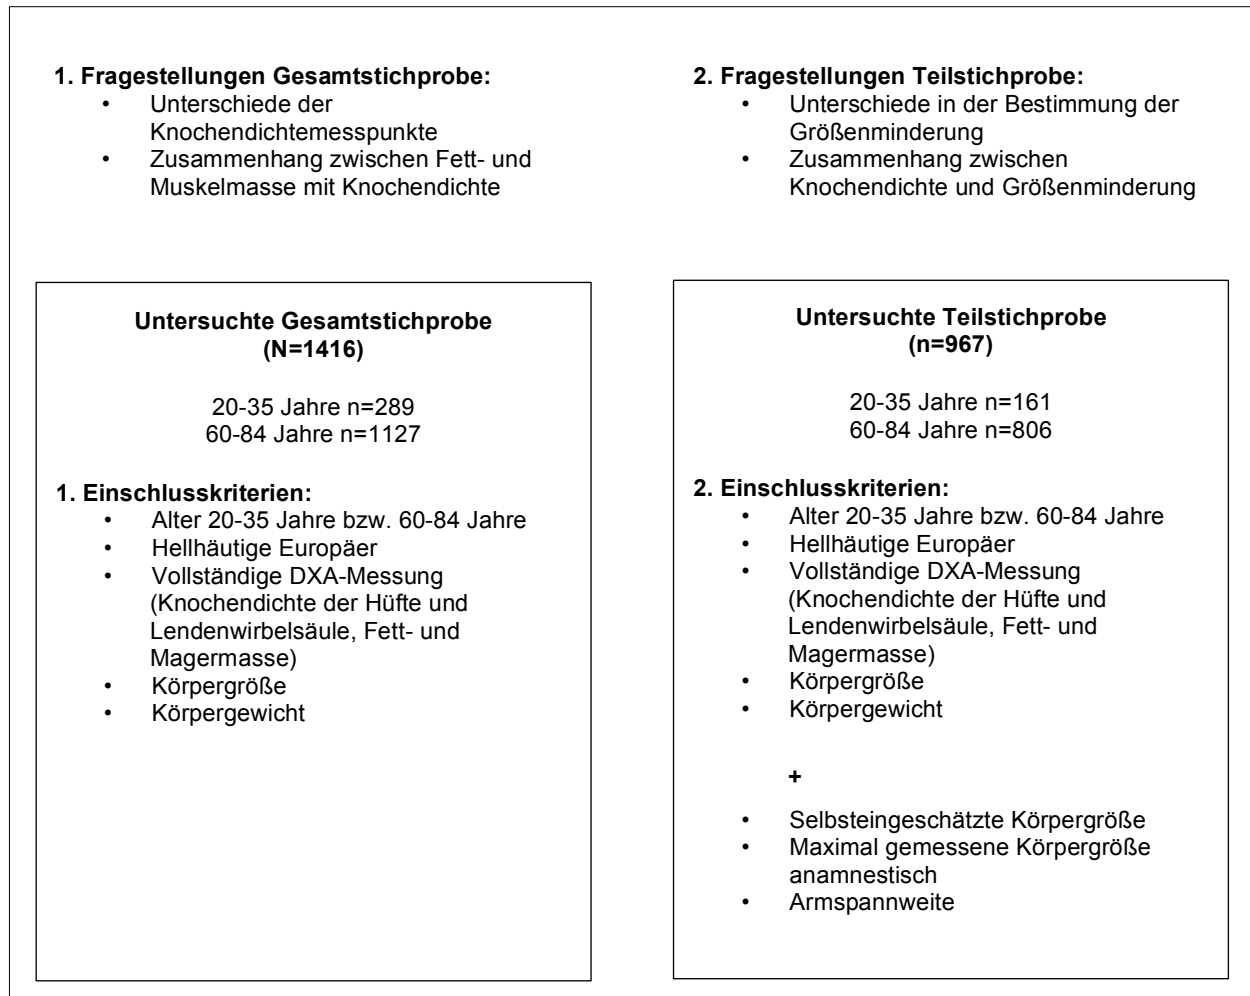 1. Fragestellungen Gesamtstichprobe:
• Unterschiede der
Knochendichtemesspunkte
• Zusammenhang zwischen Fett- und
Muskelmasse mit Knochendichte
2. Fragestellungen Teilstichprobe:
• Unterschiede in der Bestimmung der
Größenminderung
• Zusammenhang zwischen
Knochendichte und Größenminderung
Untersuchte Gesamtstichprobe
(N=1416)
20-35 Jahre n=289
60-84 Jahre n=1127
1. Einschlusskriterien:
• Alter 20-35 Jahre bzw. 60-84 Jahre
• Hellhäutige Europäer
• Vollständige DXA-Messung
(Knochendichte der Hüfte und
Lendenwirbelsäule, Fett- und
Magermasse)
• Körpergröße
• Körpergewicht
Untersuchte Teilstichprobe
(n=967)
20-35 Jahre n=161
60-84 Jahre n=806
2. Einschlusskriterien:
• Alter 20-35 Jahre bzw. 60-84 Jahre
• Hellhäutige Europäer
• Vollständige DXA-Messung
(Knochendichte der Hüfte und
Lendenwirbelsäule, Fett- und
Magermasse)
• Körpergröße
• Körpergewicht
+
• Selbsteingeschätzte Körpergröße
• Maximal gemessene Körpergröße
anamnestisch
• Armspannweite